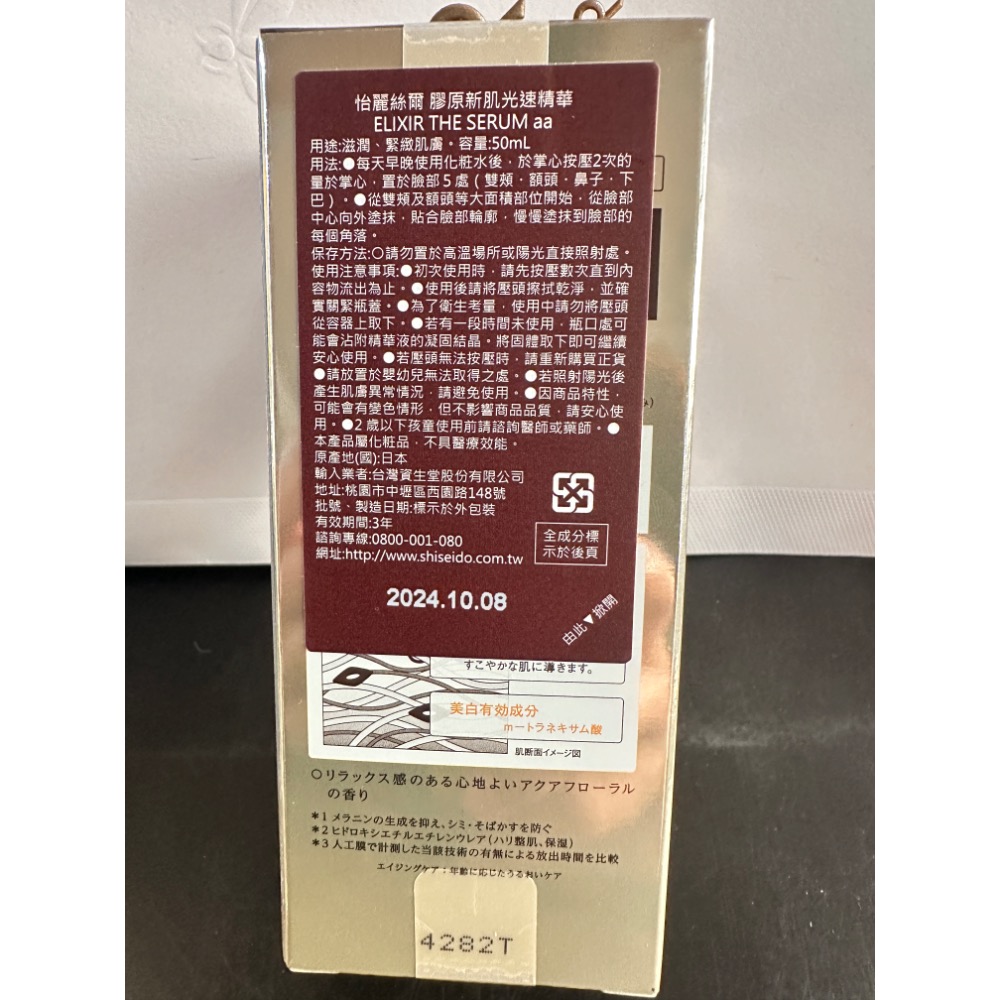 怡麗絲爾 膠原新肌光速精華
ELIXIR THE SERUM aa
用途:滋潤、緊緻肌膚。容量:50mL
用法:●每天早晚使用化粧水後，於掌心按壓2次的
量於掌心，置於臉部5處（雙頰、額頭、鼻子、下
巴）。●從雙頰及額頭等大面積部位開始，從臉部
中心向外塗抹，貼合臉部輪廓，慢慢塗抹到臉部的
每個角落。
保存方法:○請勿置於高溫場所或陽光直接照射處。
使用注意事項:●初次使用時，請先按壓數次直到內
容物流出為止。●使用後請將壓頭擦拭乾淨，並確
實關緊瓶蓋。●為了衛生考量，使用中請勿將壓頭
從容器上取下。●若有一段時間未使用，瓶口處可
能會沾附精華液的凝固結晶。將固體取下即可繼續
安心使用。●若壓頭無法按壓時，請重新購買正貨
●請放置於嬰幼兒無法取得之處。●若照射陽光後
產生肌膚異常情況，請避免使用。●因商品特性，
可能會有變色情形，但不影響商品品質，請安心使
用。●2歲以下孩童使用前請諮詢醫師或藥師。●
本產品屬化粧品，不具醫療效能。
原產地(國):日本
輸入業者:台灣資生堂股份有限公司
地址:桃園市中壢區西園路148號
批號、製造日期:標示於外包裝
有效期間:3年
諮詢專線:0800-001-080
網址:http://www.shiseido.com.tw
全成分標
示於後頁
2024.10.08
由此▼掀開
すこやかな肌に導きます。
美白有効成分
m－トラネキサム酸
肌断面イメージ図
○リラックス感のある心地よいアクアフローラル
の香り
*1 メラニンの生成を抑え、シミ・そばかすを防ぐ
*2 ヒドロキシエチルエチレンウレア(ハリ整肌、保湿)
*3 人工膜で計測した当該技術の有無による放出時間を比較
エイジングケア：年齢に応じたうるおいケア
4282T